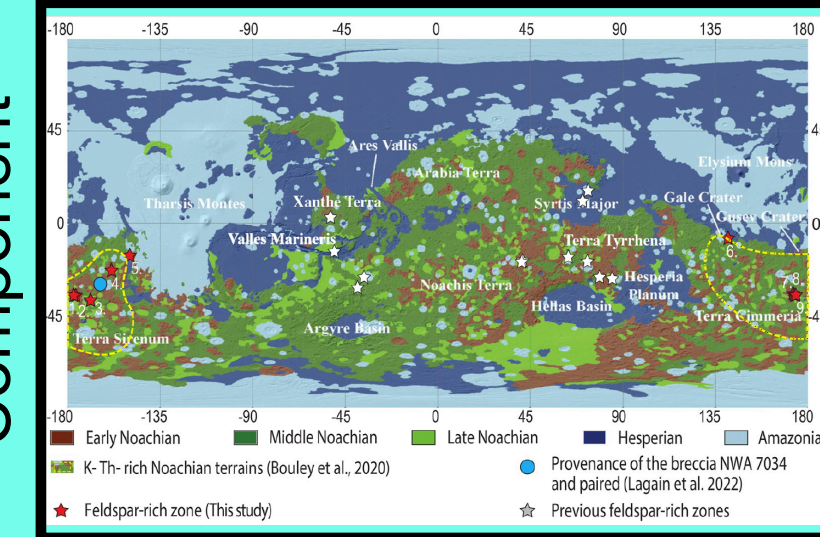 Component
-180 -135 -90 -45 0 45 90 135 180
45
Ares Vallis
Elysium Mons
Arabia Terra
Tharsis Montes
Xanthe Terra
Syrtis Major
Gale Crater
Gusev Crater
0 0
Valles Marineris
Terra Tyrrhena
6.
5
4
Noachis Terra
Hesperia
Planum
7 8
2 3
9
Hellas Basin
-45
Terra Cimmeria
Argyre Basin
Terra Sirenum
-180 -135 -90 -45 0 45 90 135 180
Early Noachian Middle Noachian Late Noachian Hesperian Amazonia
K- Th- rich Noachian terrains (Bouley et al., 2020)
Provenance of the breccia NWA 7034
and paired (Lagain et al. 2022)
Feldspar-rich zone (This study)
Previous feldspar-rich zones